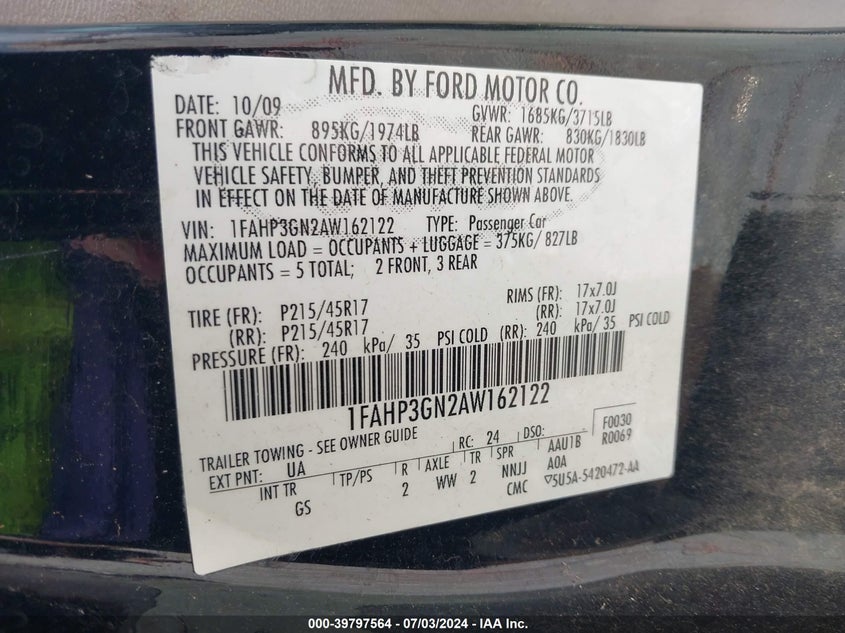 MFD. BY FORD MOTOR CO.
DATE: 10/09 GVWR: 1685KG/3715LB
FRONT GAWR: 895KG/1974LB REAR GAWR: 830KG/1830LB
THIS VEHICLE CONFORMS TO ALL APPLICABLE FEDERAL MOTOR
VEHICLE SAFETY, BUMPER, AND THEFT PREVENTION STANDARDS
IN EFFECT ON THE DATE OF MANUFACTURE SHOWN ABOVE.
VIN: 1FAHP3GN2AW162122 TYPE: Passenger Car
MAXIMUM LOAD = OCCUPANTS + LUGGAGE = 375KG/ 827LB
OCCUPANTS = 5 TOTAL; 2 FRONT, 3 REAR
TIRE (FR): P215/45R17 RIMS (FR): 17x7.0J
(RR): P215/45R17 (RR): 17x7.0J
PRESSURE (FR): 240 kPa/ 35 PSI COLD (RR): 240 kPa/ 35 PSI COLD
1FAHP3GN2AW162122
TRAILER TOWING - SEE OWNER GUIDE RC: 24 DSO: F0030
EXT PNT: UA AAU1B R0069
INT TR TP/PS R AXLE TR SPR A0A
GS 2 WW 2 NNJJ
CMC 5U5A-5420472-AA
000-39797564 / 07/03/2024 - IAA Inc.